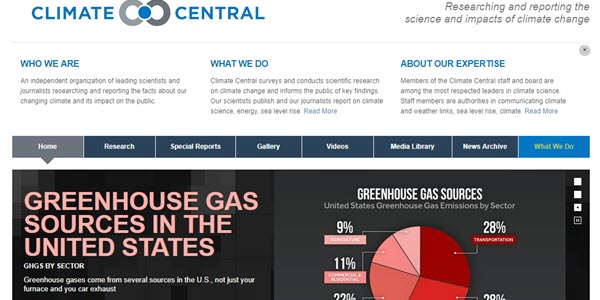 CLIMATE CENTRAL
Researching and reporting the
science and impacts of climate change
WHO WE ARE
An independent organization of leading scientists and
journalists researching and reporting the facts about our
changing climate and its impact on the public.
WHAT WE DO
Climate Central surveys and conducts scientific research
on climate change and informs the public of key findings.
Our scientists publish and our journalists report on climate
science, energy, sea level rise. Read More
ABOUT OUR EXPERTISE
Members of the Climate Central staff and board are
among the most respected leaders in climate science.
Staff members are authorities in communicating climate
and weather links, sea level rise, climate. Read More
Home Research Special Reports Gallery Videos Media Library News Archive What We Do
GREENHOUSE GAS
SOURCES IN THE
UNITED STATES
GHGS BY SECTOR
Greenhouse gases come from several sources in the U.S., not just your
furnace and you car exhaust
GREENHOUSE GAS SOURCES
United States Greenhouse Gas Emissions by Sector
9%
AGRICULTURE
28%
TRANSPORTATION
11%
COMMERCIAL &
RESIDENTIAL
22%
28%